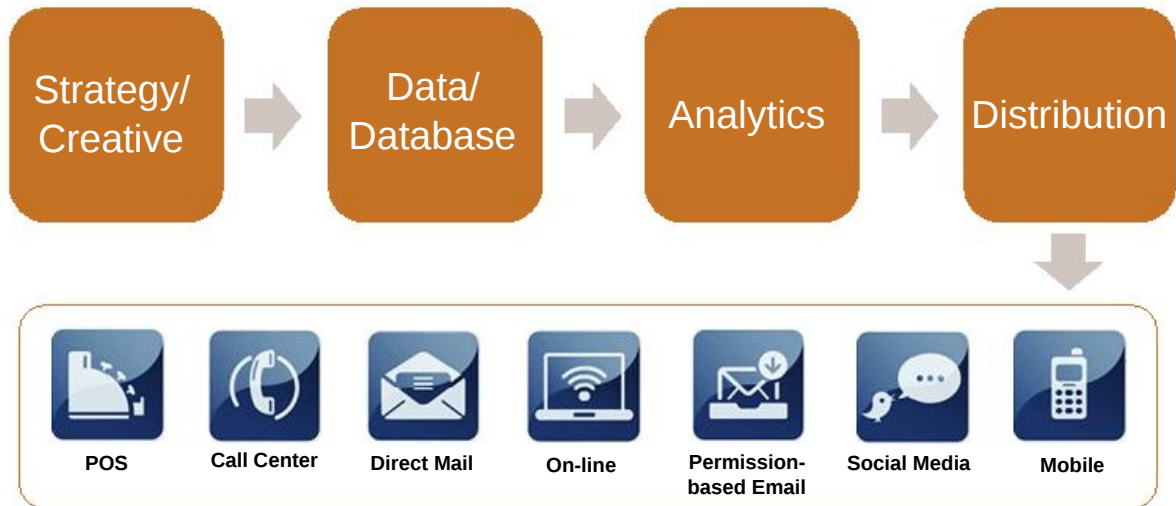 Strategy/
Creative
Data/
Database
Analytics
Distribution
POS
Call Center
Direct Mail
On-line
Permission-
based Email
Social Media
Mobile